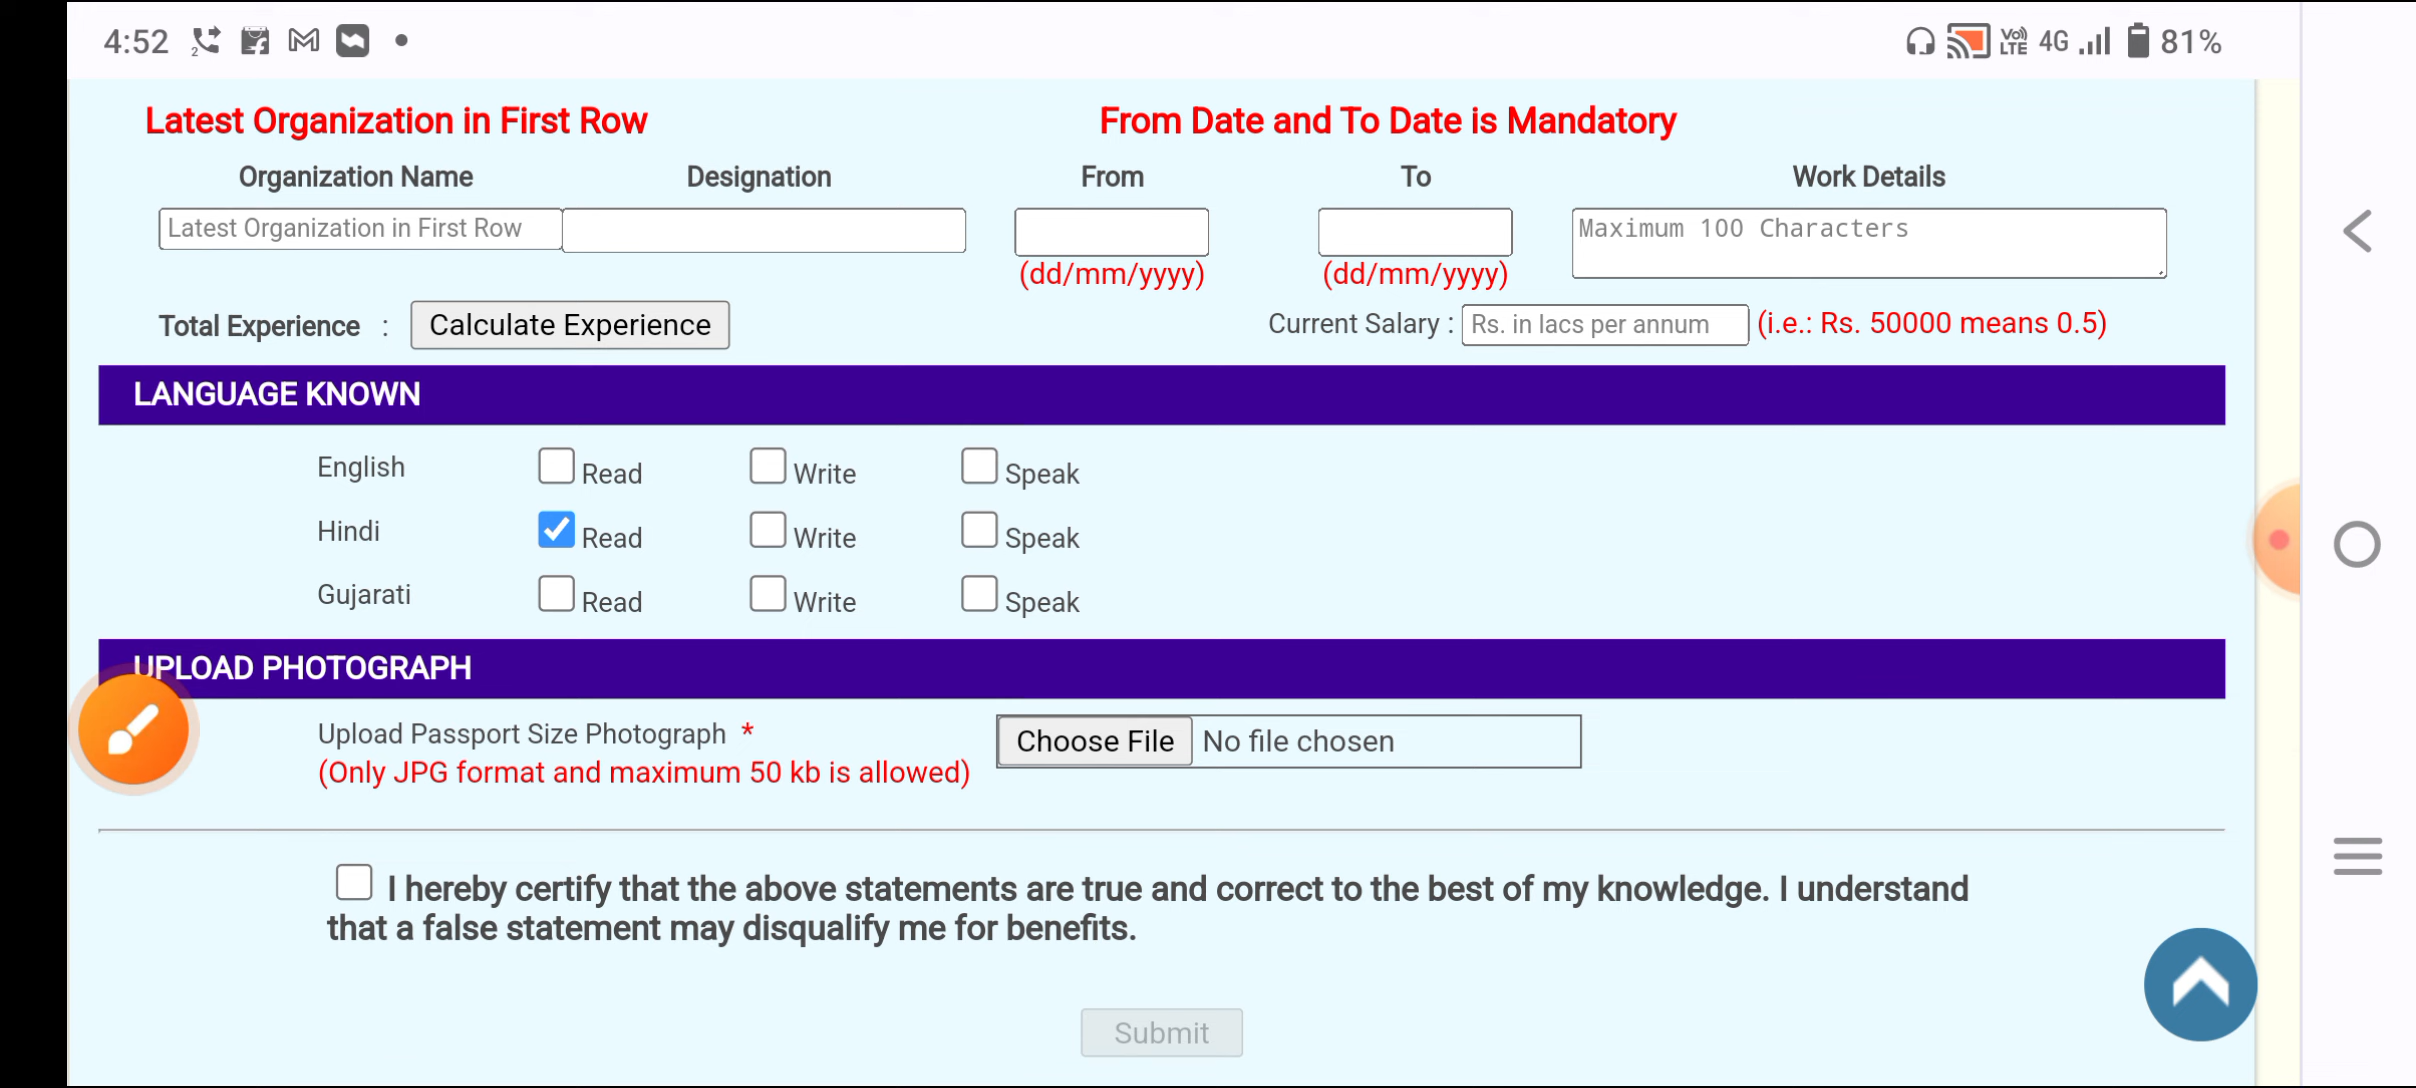 4:52 2 4G 81%
Vo) LTE
Latest Organization in First Row From Date and To Date is Mandatory
Organization Name Designation From To Work Details
Latest Organization in First Row Maximum 100 Characters
(dd/mm/yyyy) (dd/mm/yyyy)
Total Experience : Calculate Experience Current Salary : Rs. in lacs per annum (i.e.: Rs. 50000 means 0.5)
LANGUAGE KNOWN
English Read Write Speak
Hindi Read Write Speak
Gujarati Read Write Speak
UPLOAD PHOTOGRAPH
Upload Passport Size Photograph * Choose File No file chosen
(Only JPG format and maximum 50 kb is allowed)
I hereby certify that the above statements are true and correct to the best of my knowledge. I understand
that a false statement may disqualify me for benefits.
Submit